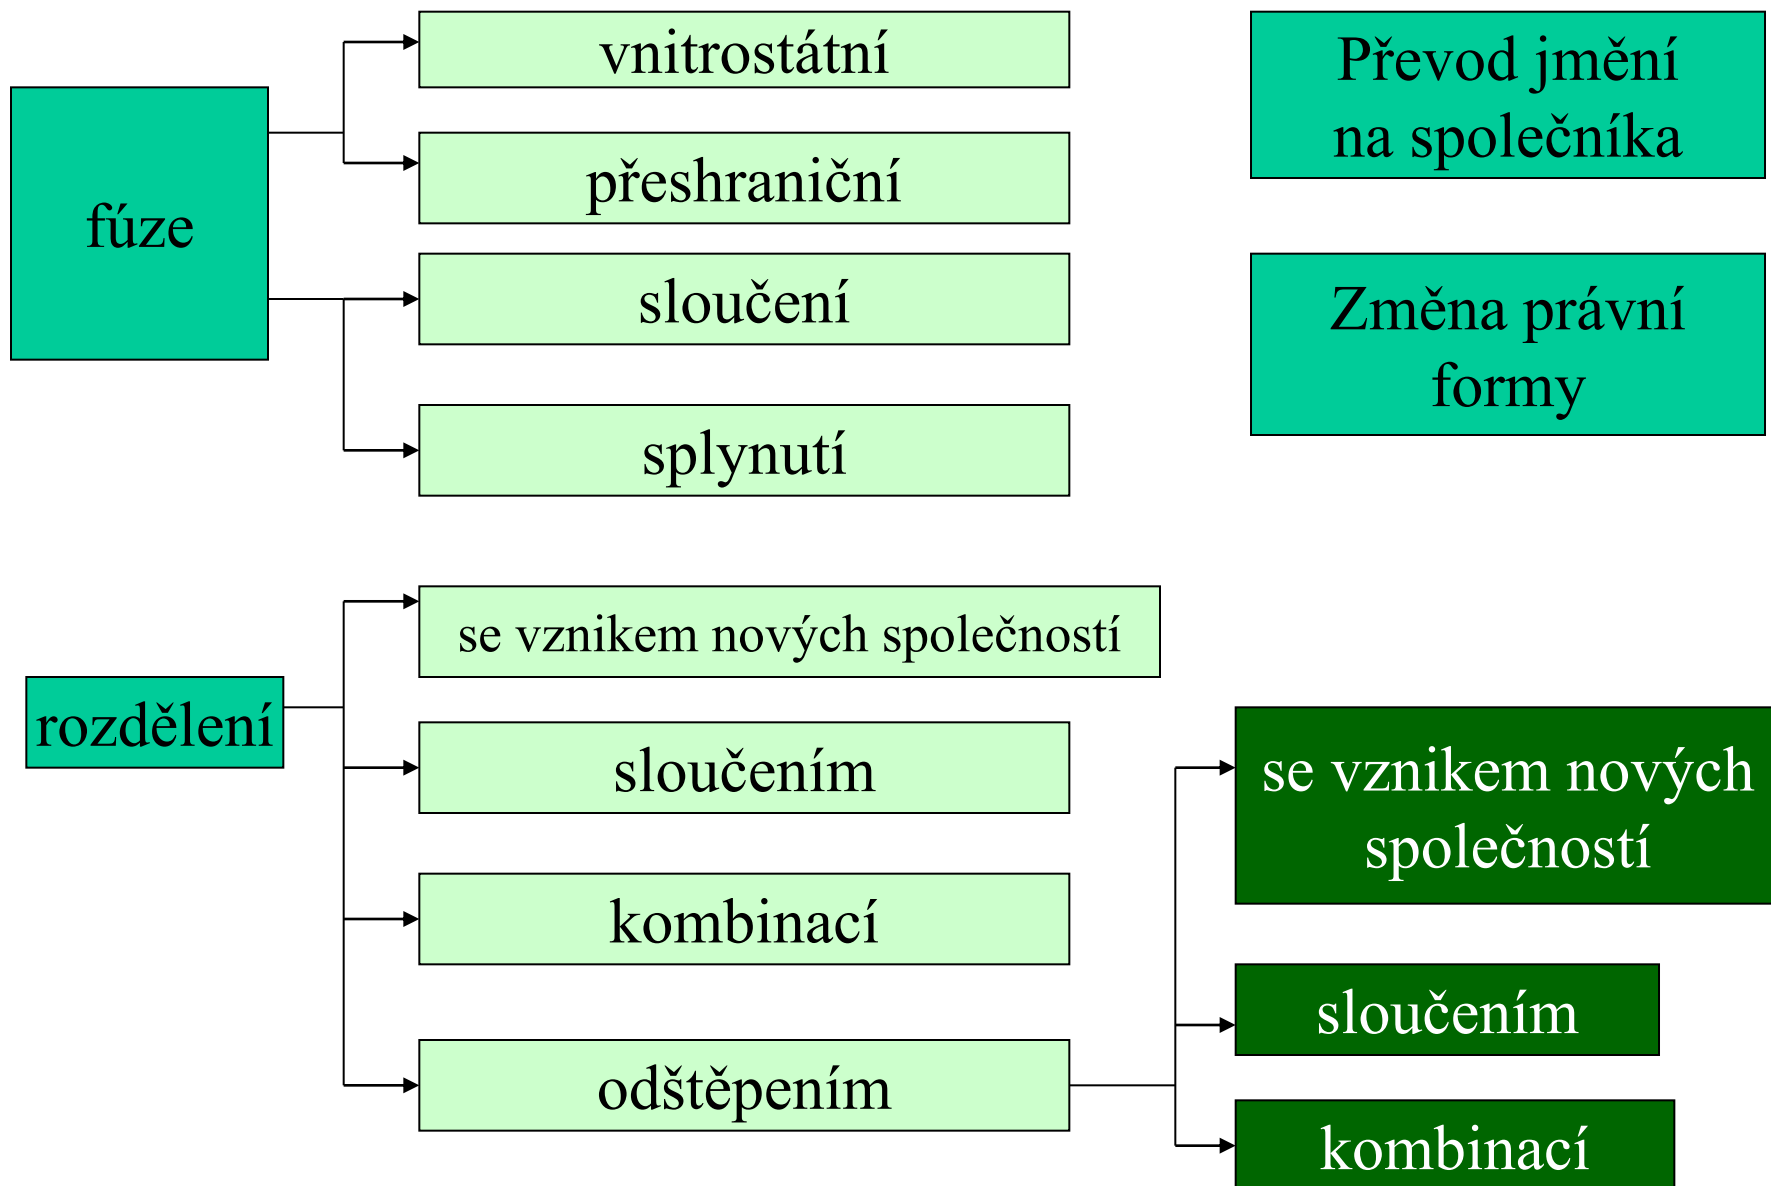 fúze
vnitrostátní
přeshraniční
sloučení
splynutí
Převod jmění
na společníka
Změna právní
formy
rozdělení
se vznikem nových společností
sloučením
kombinací
odštěpením
se vznikem nových
společností
sloučením
kombinací